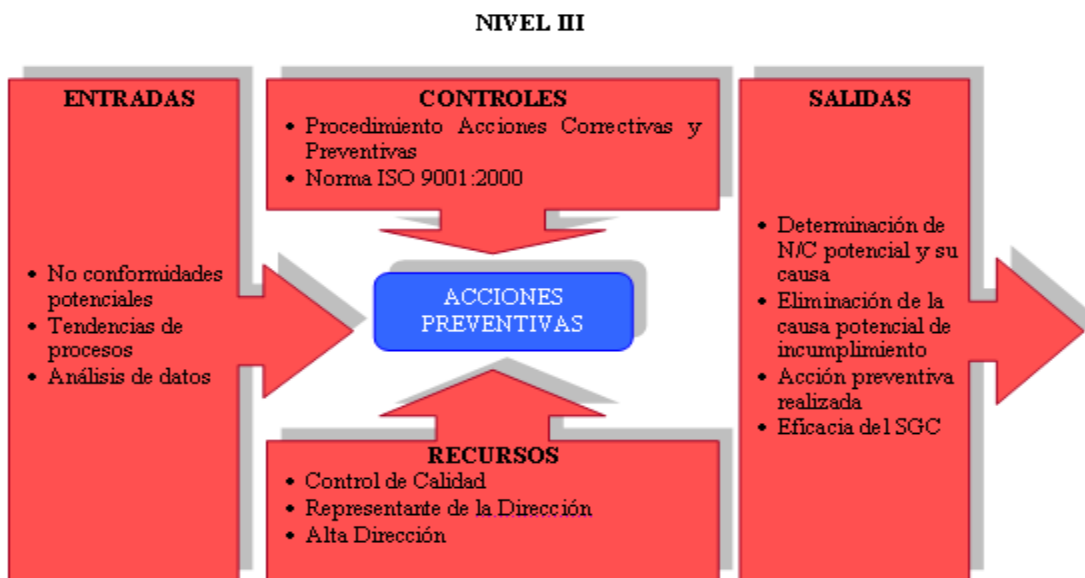 NIVEL III
ENTRADAS
• No conformidades
potenciales
• Tendencias de
procesos
• Análisis de datos
CONTROLES
• Procedimiento Acciones Correctivas y
Preventivas
• Norma ISO 9001:2000
ACCIONES
PREVENTIVAS
RECURSOS
• Control de Calidad
• Representante de la Dirección
• Alta Dirección
SALIDAS
• Determinación de
N/C potencial y su
causa
• Eliminación de la
causa potencial de
incumplimiento
• Acción preventiva
realizada
• Eficacia del SGC